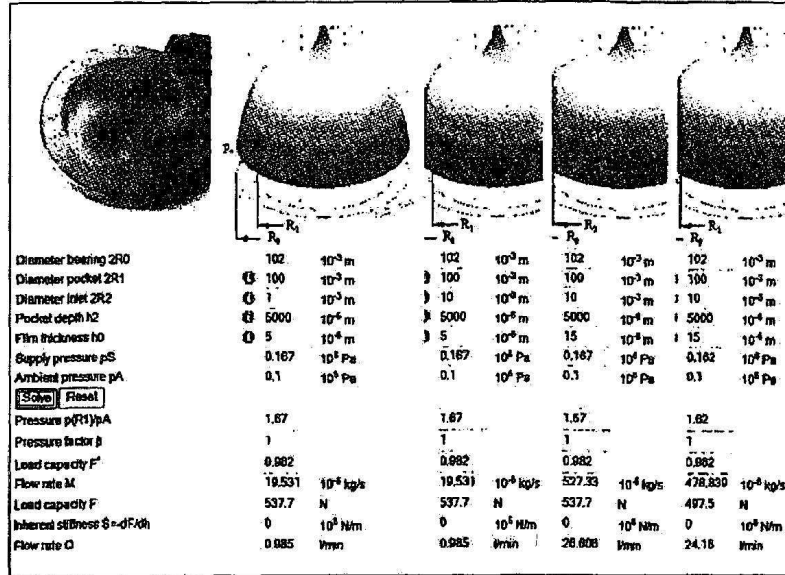 R₁ R₁ R₁
R₀
Diameter bearing 2R0 102 10⁻³ m 102 10⁻³ m 102 10⁻³ m 102 10⁻³ m
Diameter pocket 2R1 100 10⁻³ m 100 10⁻³ m 100 10⁻³ m 100 10⁻³ m
Diameter inlet 2R2 1 10⁻³ m 10 10⁻³ m 10 10⁻³ m 10 10⁻³ m
Pocket depth h2 5000 10⁻⁶ m 5000 10⁻⁶ m 5000 10⁻⁶ m 5000 10⁻⁶ m
Film thickness h0 5 10⁻⁶ m 5 10⁻⁶ m 15 10⁻⁶ m 15 10⁻⁶ m
Supply pressure pS 0.167 10⁶ Pa 0.167 10⁶ Pa 0.167 10⁶ Pa 0.162 10⁶ Pa
Ambient pressure pA 0.1 10⁶ Pa 0.1 10⁶ Pa 0.1 10⁶ Pa 0.1 10⁶ Pa
Solve Reset
Pressure p(R1)/pA 1.67 1.67 1.67 1.62
Pressure factor β 1 1 1 1
Load capacity F* 0.982 0.982 0.982 0.982
Flow rate M 19.531 10⁻⁶ kg/s 19.531 10⁻⁶ kg/s 527.33 10⁻⁶ kg/s 478.839 10⁻⁶ kg/s
Load capacity F 537.7 N 537.7 N 537.7 N 497.5 N
Inherent stiffness S=-dF/dh 0 10⁶ N/m 0 10⁶ N/m 0 10⁶ N/m 0 10⁶ N/m
Flow rate Q 0.985 l/min 0.985 l/min 26.606 l/min 24.16 l/min